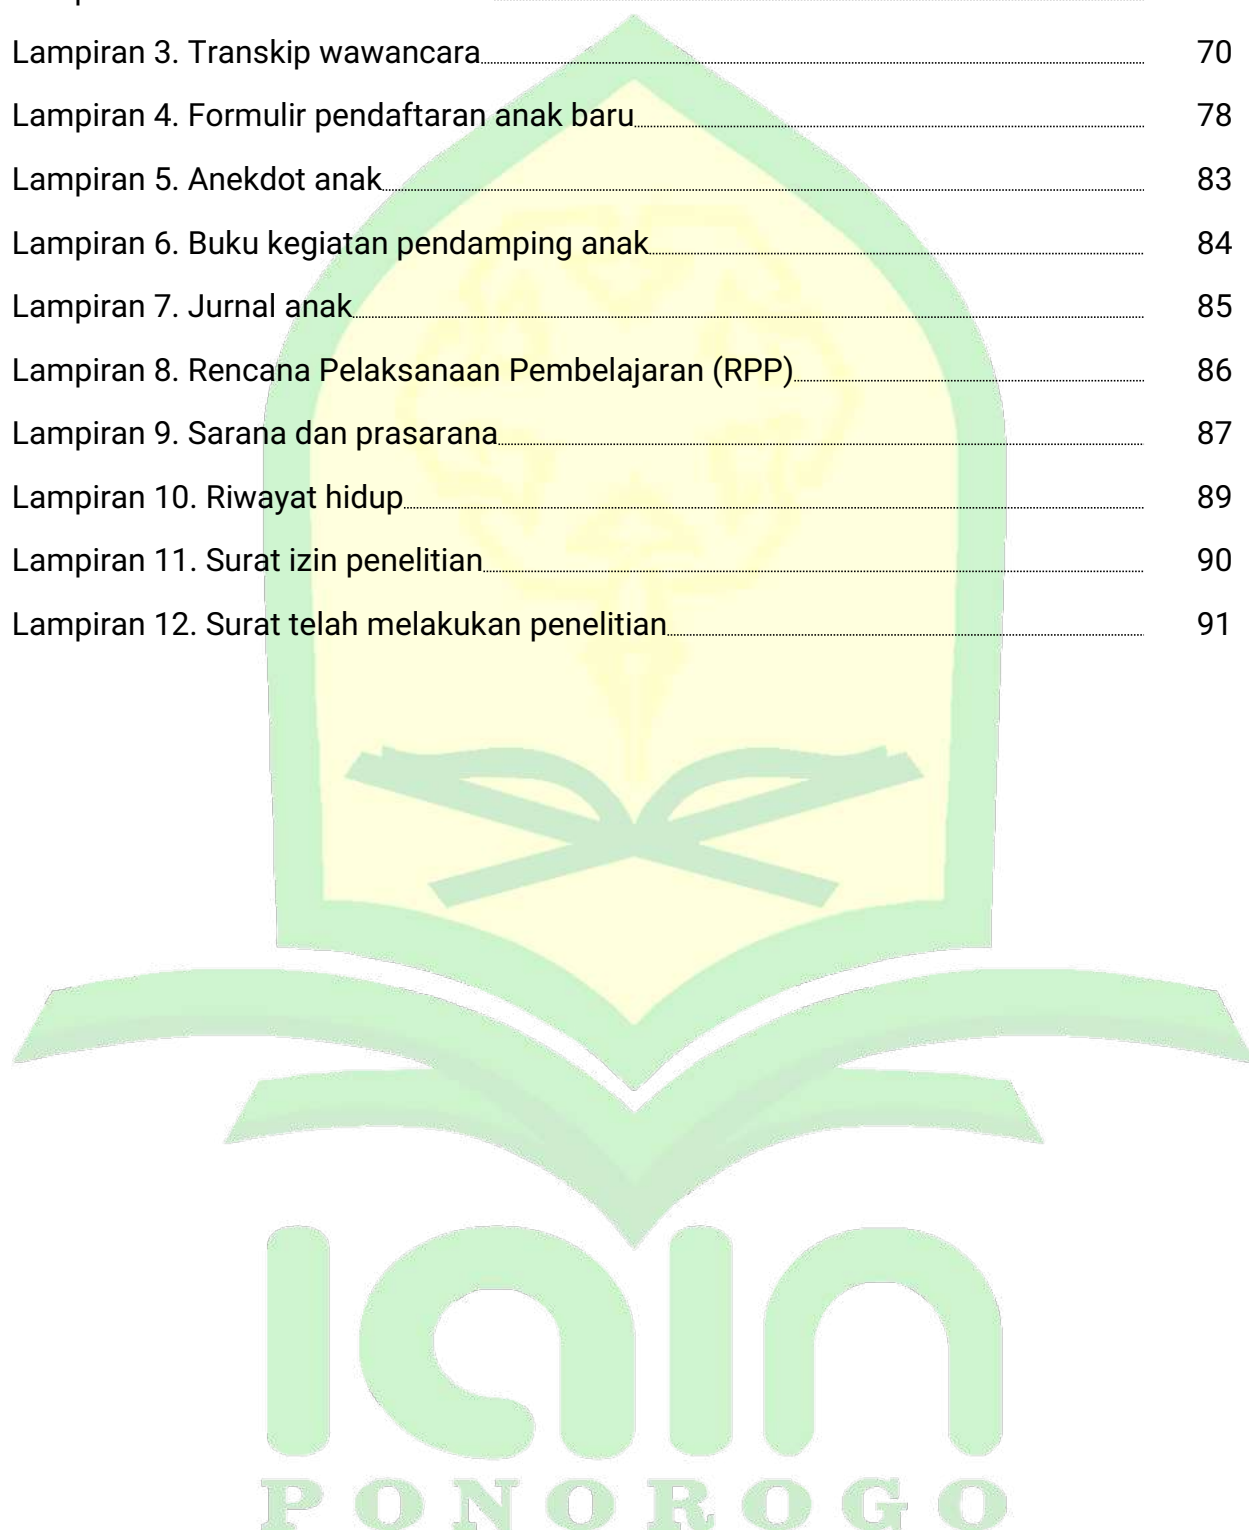 Lampiran 3. Transkip wawancara 70
Lampiran 4. Formulir pendaftaran anak baru 78
Lampiran 5. Anekdot anak 83
Lampiran 6. Buku kegiatan pendamping anak 84
Lampiran 7. Jurnal anak 85
Lampiran 8. Rencana Pelaksanaan Pembelajaran (RPP) 86
Lampiran 9. Sarana dan prasarana 87
Lampiran 10. Riwayat hidup 89
Lampiran 11. Surat izin penelitian 90
Lampiran 12. Surat telah melakukan penelitian 91
iain
PONOROGO